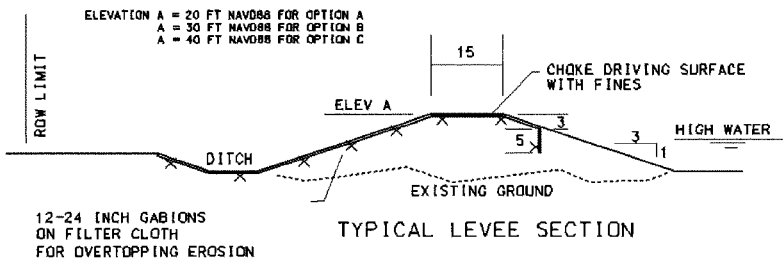 ELEVATION A = 20 FT NAVD88 FOR OPTION A
A = 30 FT NAVD88 FOR OPTION B
A = 40 FT NAVD88 FOR OPTION C
ROW LIMIT
15
CHOKE DRIVING SURFACE
WITH FINES
ELEV A
3
5
3
1
HIGH WATER
DITCH
EXISTING GROUND
12-24 INCH GABIONS
ON FILTER CLOTH
FOR OVERTOPPING EROSION
TYPICAL LEVEE SECTION